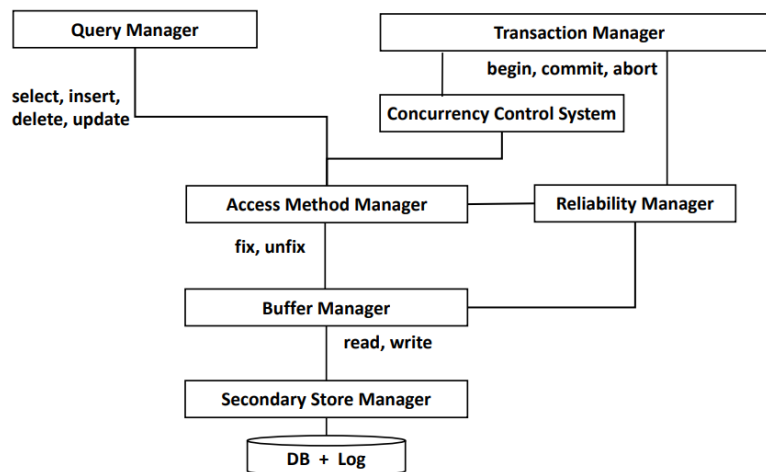 Query Manager
Transaction Manager
begin, commit, abort
select, insert,
delete, update
Concurrency Control System
Access Method Manager
Reliability Manager
fix, unfix
Buffer Manager
read, write
Secondary Store Manager
DB + Log